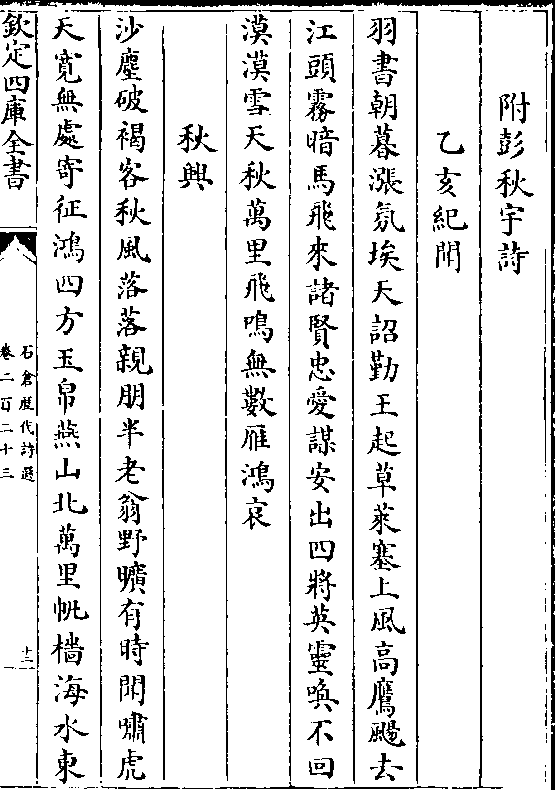 附彭秋宇詩
乙亥紀閒
羽書朝暮漲氛埃天詔勤王起草萊塞上風高鷹颺去
江頭霧暗馬飛來諸賢忠愛謀安出四將英靈喚不回
漠漠雪天秋萬里飛鳴無數雁鴻哀
秋興
沙塵破褐客秋風落落親朋半老翁野曠有時閒嘯虎
天寛無處寄征鴻四方玉帛燕山北萬里帆檣海水東
欽定四庫全書
石倉歷代詩選
卷二百二十三
十二